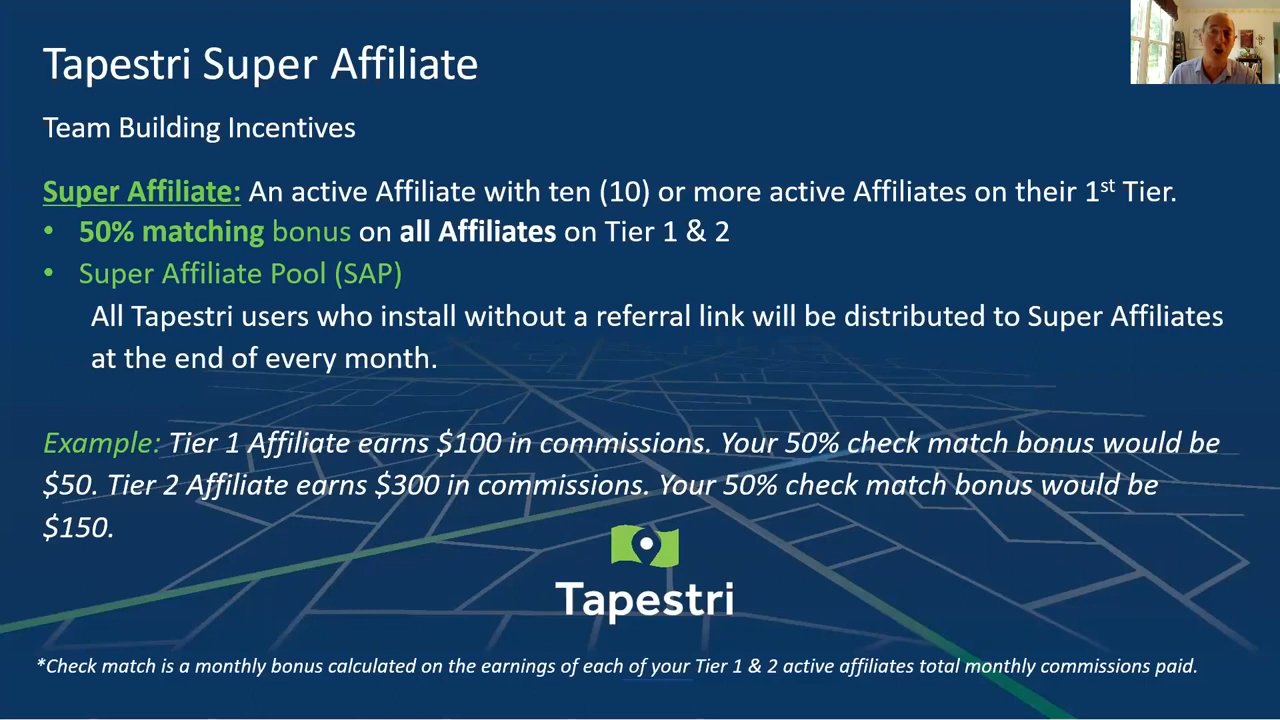 Tapestri Super Affiliate
Team Building Incentives
Super Affiliate: An active Affiliate with ten (10) or more active Affiliates on their 1st Tier.
• 50% matching bonus on all Affiliates on Tier 1 & 2
• Super Affiliate Pool (SAP)
All Tapestri users who install without a referral link will be distributed to Super Affiliates
at the end of every month.
Example: Tier 1 Affiliate earns $100 in commissions. Your 50% check match bonus would be
$50. Tier 2 Affiliate earns $300 in commissions. Your 50% check match bonus would be
$150.
Tapestri
*Check match is a monthly bonus calculated on the earnings of each of your Tier 1 & 2 active affiliates total monthly commissions paid.